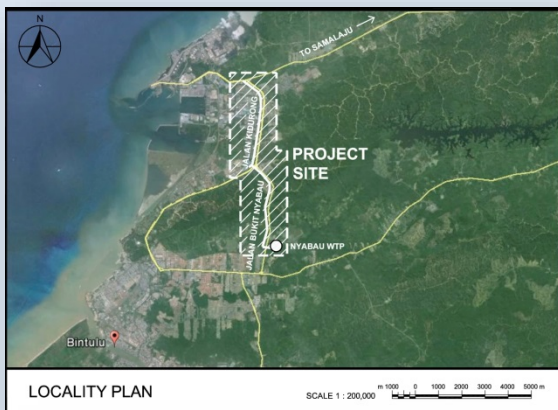 N
TO SAMALAJU
JALAN KIDURONG
PROJECT
SITE
JALAN BUKIT NYABAU
NYABAU WTP
Bintulu
LOCALITY PLAN
SCALE 1 : 200,000
m 1000 0 1000 2000 3000 4000 5000 m